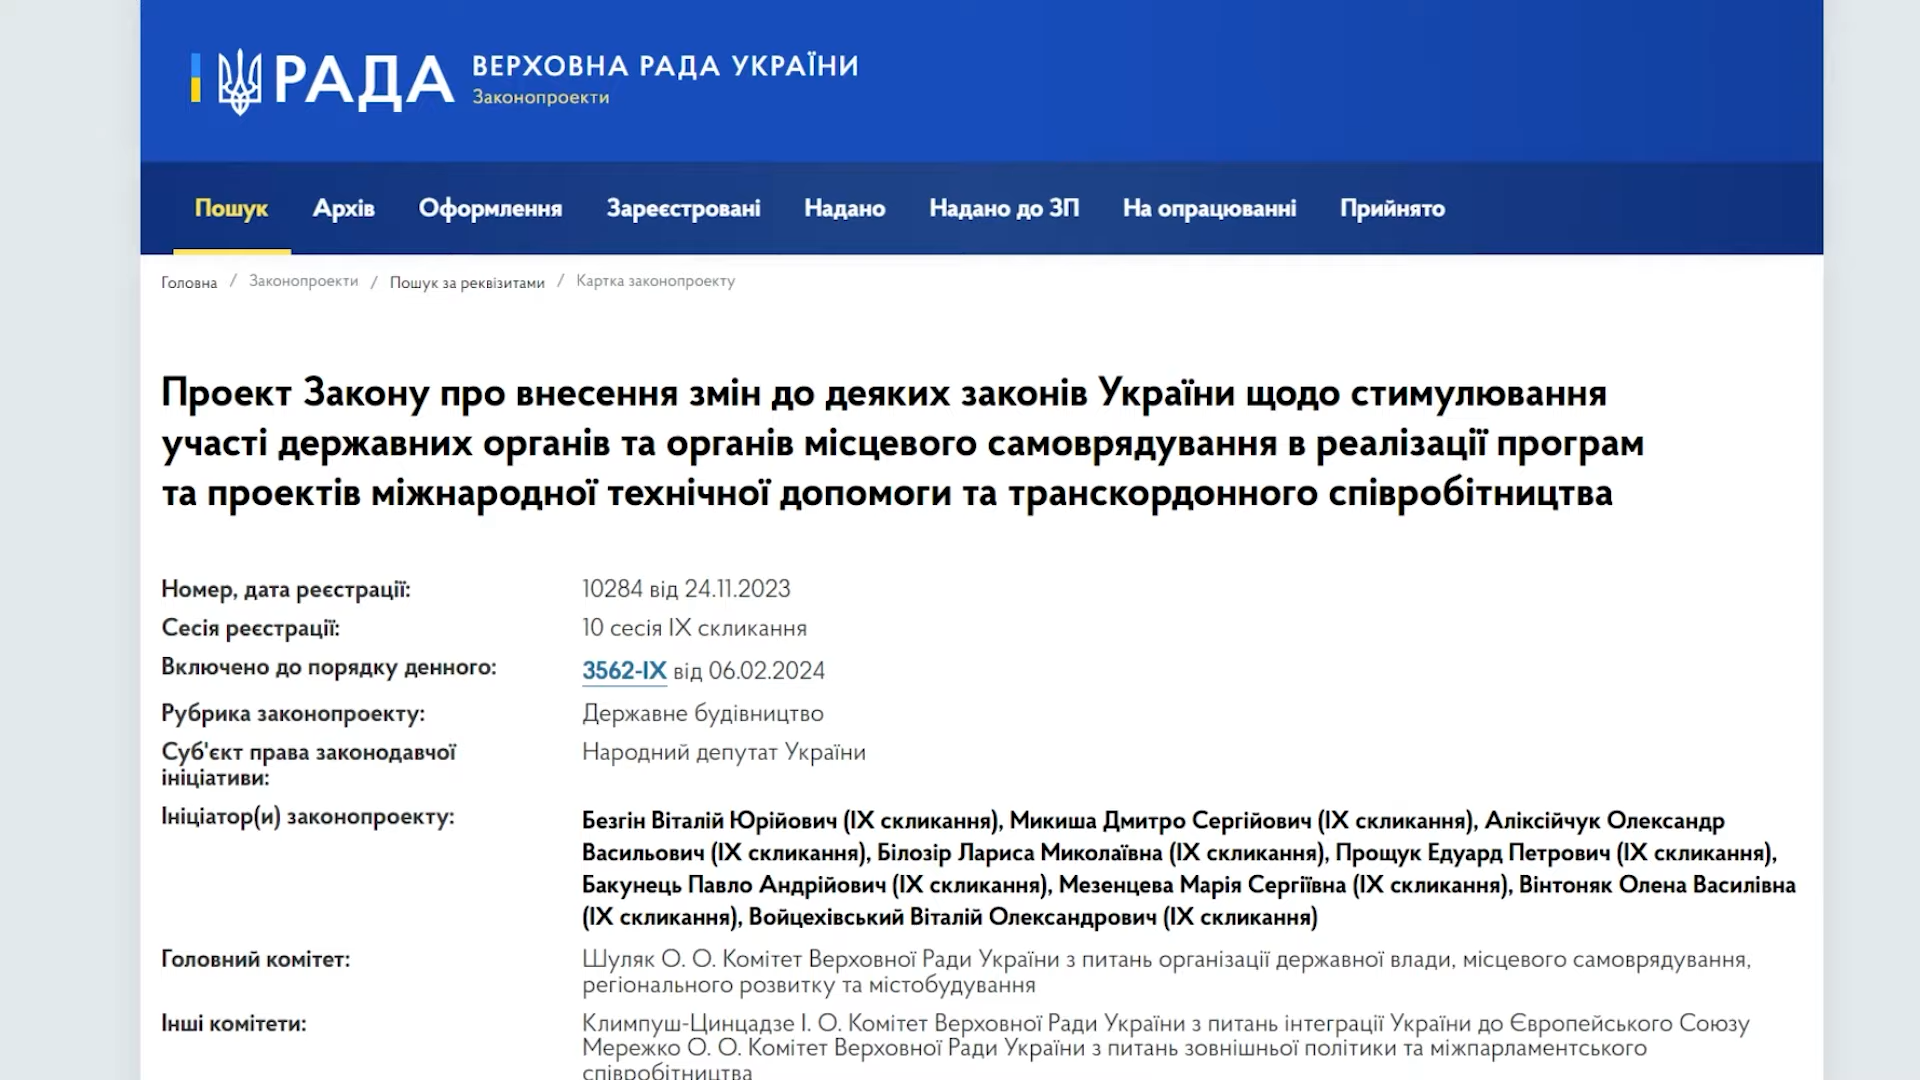 РАДА
ВЕРХОВНА РАДА УКРАЇНИ
Законопроекти
Пошук Архів Оформлення Зареєстровані Надано Надано до ЗП На опрацюванні Прийнято
Головна / Законопроекти / Пошук за реквізитами / Картка законопроекту
Проект Закону про внесення змін до деяких законів України щодо стимулювання
участі державних органів та органів місцевого самоврядування в реалізації програм
та проектів міжнародної технічної допомоги та транскордонного співробітництва
Номер, дата реєстрації: 10284 від 24.11.2023
Сесія реєстрації: 10 сесія IX скликання
Включено до порядку денного: 3562-IX від 06.02.2024
Рубрика законопроекту: Державне будівництво
Суб'єкт права законодавчої
ініціативи:
Народний депутат України
Ініціатор(и) законопроекту:
Безгін Віталій Юрійович (IX скликання), Микиша Дмитро Сергійович (IX скликання), Аліксійчук Олександр
Васильович (IX скликання), Білозір Лариса Миколаївна (IX скликання), Прощук Едуард Петрович (IX скликання),
Бакунець Павло Андрійович (IX скликання), Мезенцева Марія Сергіївна (IX скликання), Вінтоняк Олена Василівна
(IX скликання), Войцехівський Віталій Олександрович (IX скликання)
Головний комітет:
Шуляк О. О. Комітет Верховної Ради України з питань організації державної влади, місцевого самоврядування,
регіонального розвитку та містобудування
Інші комітети:
Климпуш-Цинцадзе І. О. Комітет Верховної Ради України з питань інтеграції України до Європейського Союзу
Мережко О. О. Комітет Верховної Ради України з питань зовнішньої політики та міжпарламентського
співробітництва